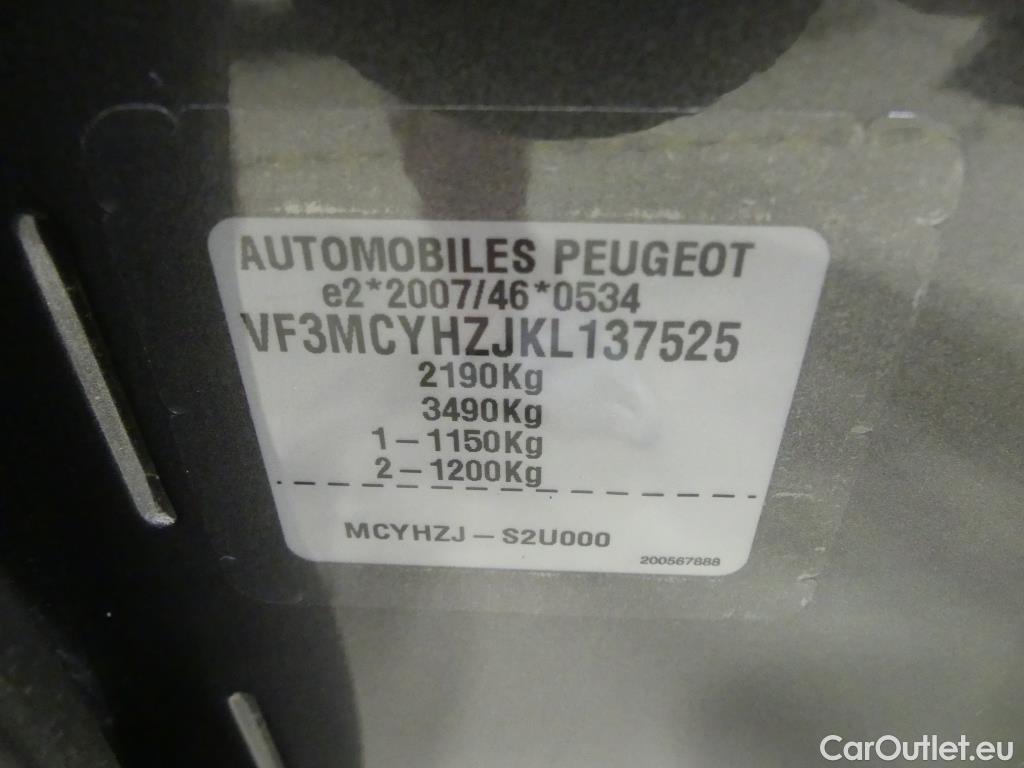 AUTOMOBILES PEUGEOT
e2*2007/46*0534
VF3MCYHZJKL137525
2190Kg
3490Kg
1-1150Kg
2-1200Kg
MCYHZJ-S2U000
200567888
CarOutlet.eu